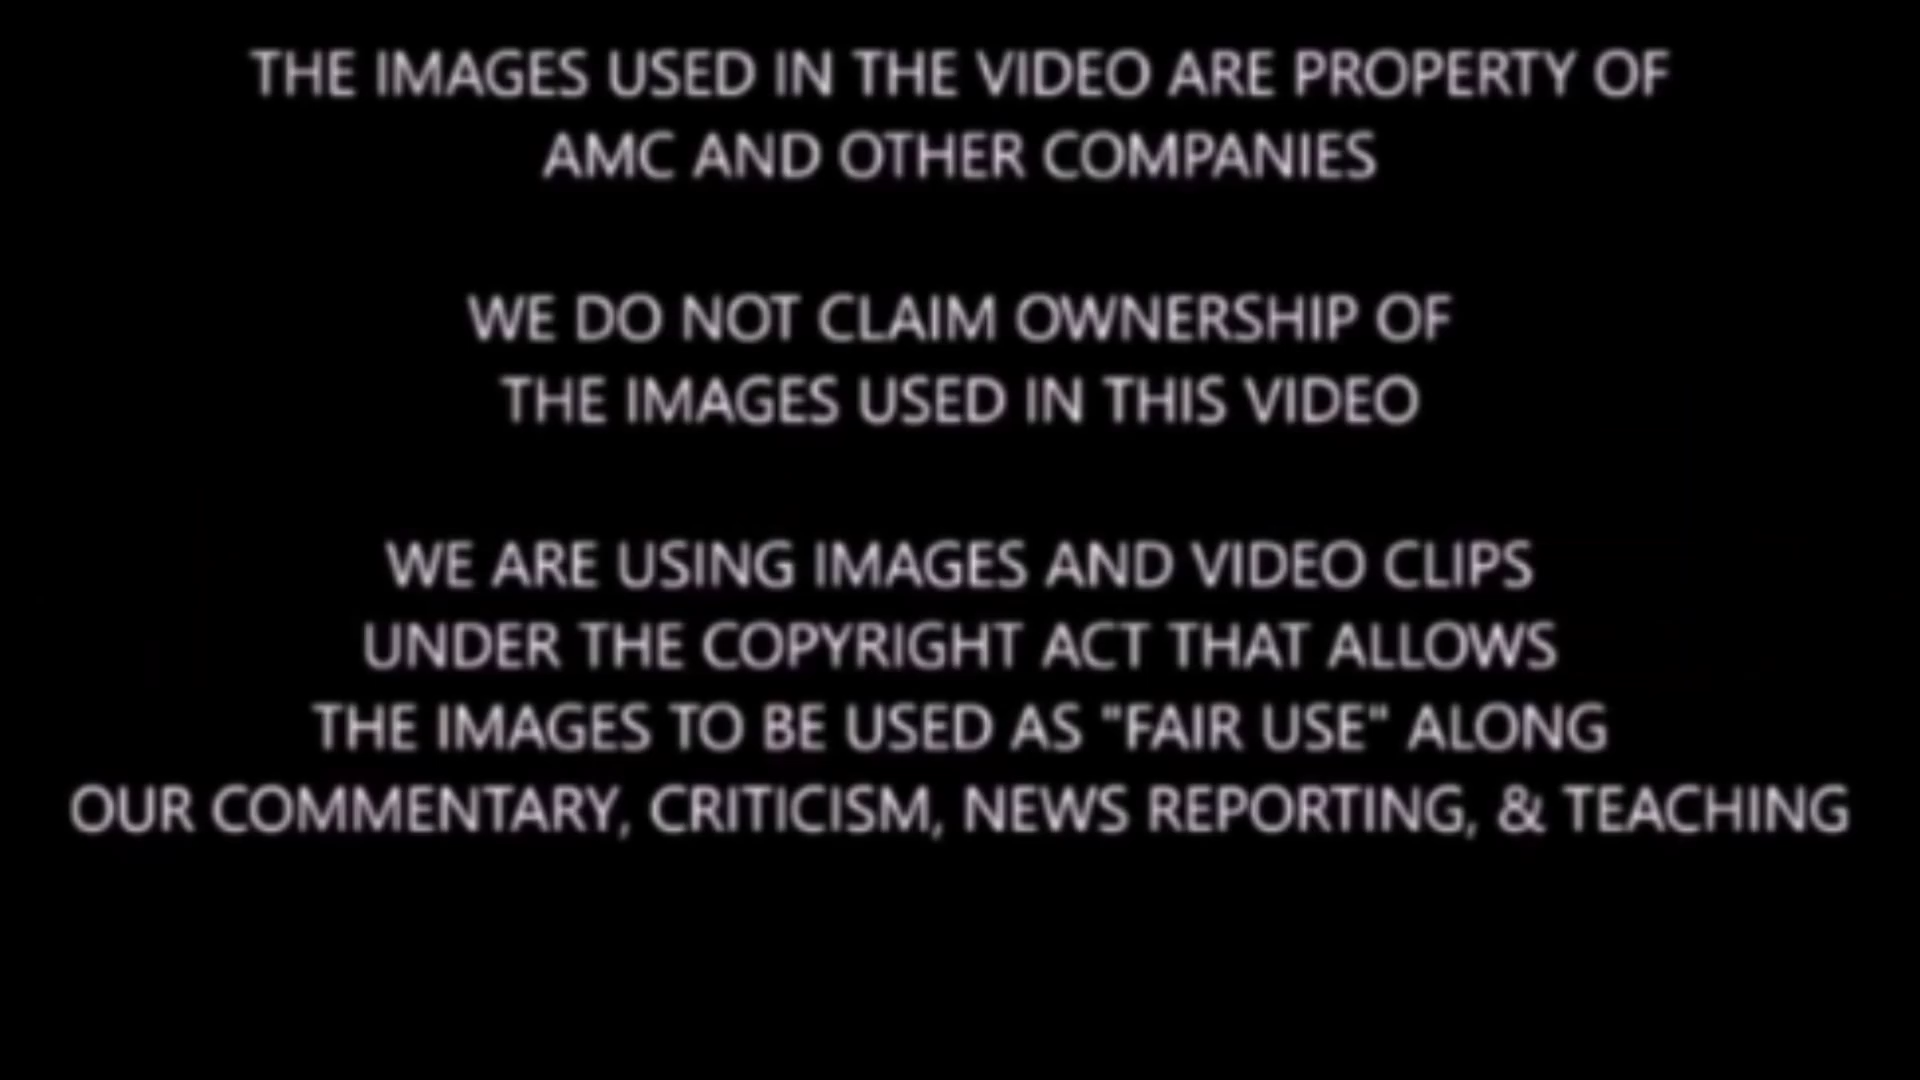 THE IMAGES USED IN THE VIDEO ARE PROPERTY OF
AMC AND OTHER COMPANIES
WE DO NOT CLAIM OWNERSHIP OF
THE IMAGES USED IN THIS VIDEO
WE ARE USING IMAGES AND VIDEO CLIPS
UNDER THE COPYRIGHT ACT THAT ALLOWS
THE IMAGES TO BE USED AS "FAIR USE" ALONG
OUR COMMENTARY, CRITICISM, NEWS REPORTING, & TEACHING